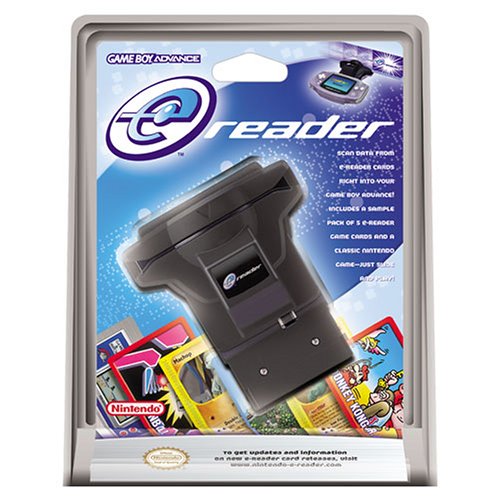 GAME BOY ADVANCE
e reader
TM
SCAN DATA FROM
E-READER CARDS
RIGHT INTO YOUR
GAME BOY ADVANCE!
INCLUDES A SAMPLE
PACK OF 5 E-READER
GAME CARDS AND A
CLASSIC NINTENDO
GAME—JUST SLIDE
AND PLAY!
e reader
Machop
DONKEY KONG
Nintendo
To get updates and information
on new e-reader card releases, visit
www.nintendo-e-reader.com